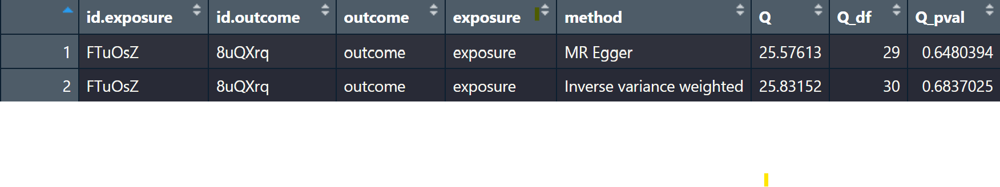 id.exposure id.outcome outcome exposure method Q Q_df Q_pval
1 FTuOsZ 8uQXrq outcome exposure MR Egger 25.57613 29 0.6480394
2 FTuOsZ 8uQXrq outcome exposure Inverse variance weighted 25.83152 30 0.6837025